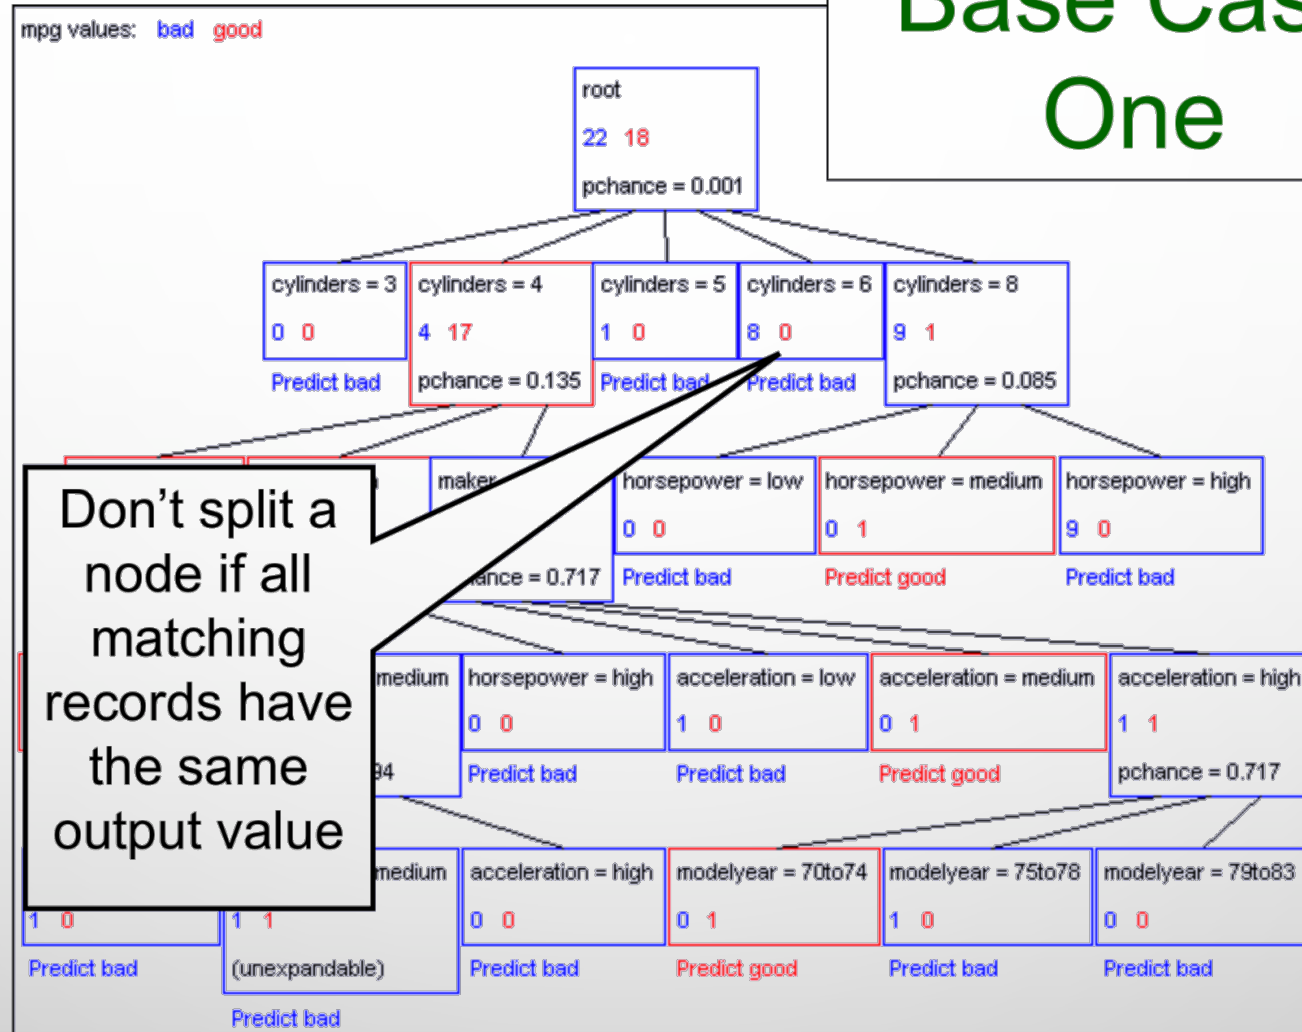 mpg values: bad good
Base Cas
One
root
22 18
pchance = 0.001
cylinders = 3
0 0
Predict bad
cylinders = 4
4 17
pchance = 0.135
cylinders = 5
1 0
Predict bad
cylinders = 6
8 0
Predict bad
cylinders = 8
9 1
pchance = 0.085
maker
= 0.717
horsepower = low
0 0
Predict bad
horsepower = medium
0 1
Predict good
horsepower = high
9 0
Predict bad
Don’t split a
node if all
matching
records have
the same
output value
medium
94
horsepower = high
0 0
Predict bad
acceleration = low
1 0
Predict bad
acceleration = medium
0 1
Predict good
acceleration = high
1 1
pchance = 0.717
1 0
Predict bad
medium
1 1
(unexpandable)
Predict bad
acceleration = high
0 0
Predict bad
modelyear = 70to74
0 1
Predict good
modelyear = 75to78
1 0
Predict bad
modelyear = 79to83
0 0
Predict bad